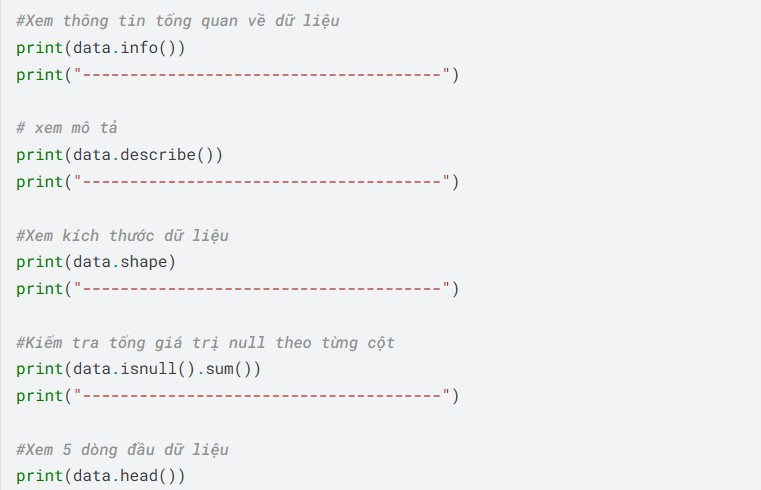 #Xem thông tin tổng quan về dữ liệu
print(data.info())
print("--------------------------------------")
# xem mô tả
print(data.describe())
print("--------------------------------------")
#Xem kích thước dữ liệu
print(data.shape)
print("--------------------------------------")
#Kiểm tra tổng giá trị null theo từng cột
print(data.isnull().sum())
print("--------------------------------------")
#Xem 5 dòng đầu dữ liệu
print(data.head())